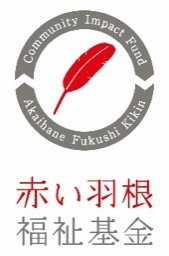 Community Impact Fund
Akaihane Fukushi Kikin
赤い羽根
福祉基金